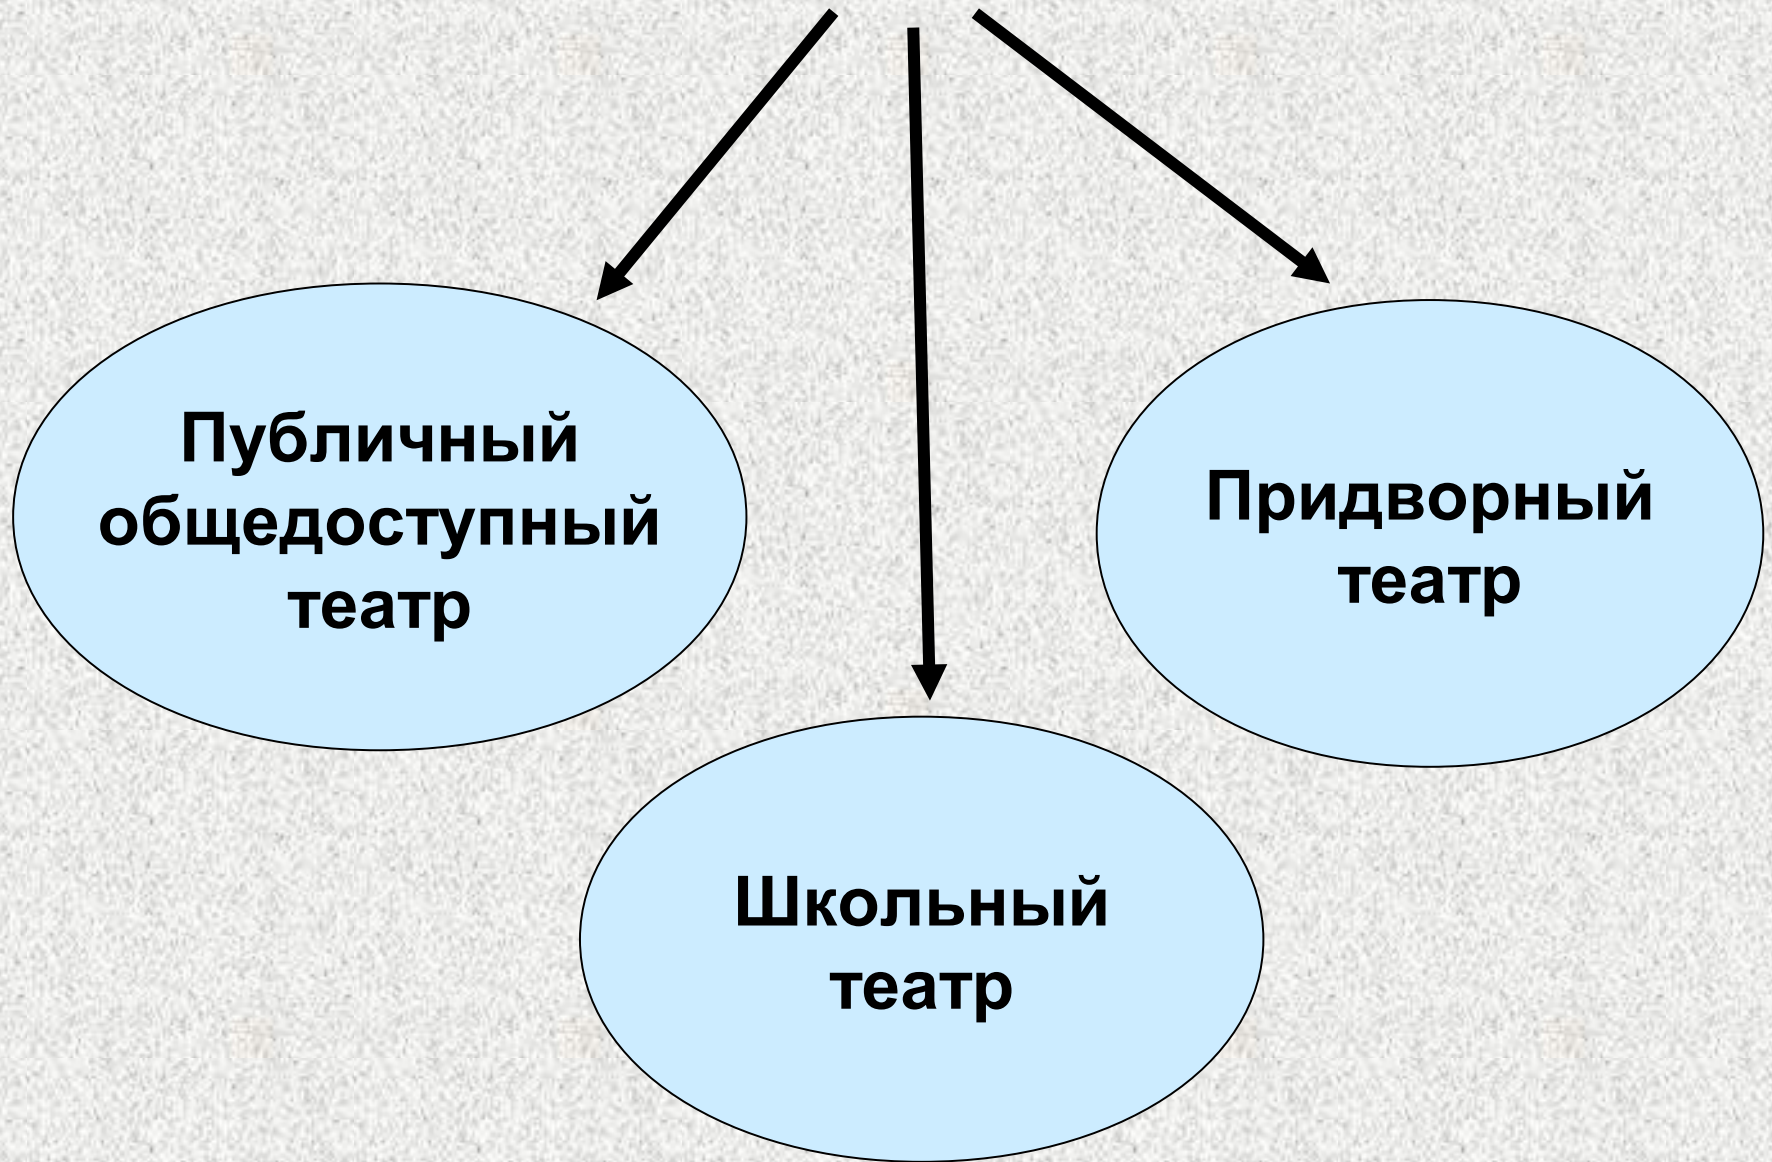 Публичный
общедоступный
театр
Придворный
театр
Школьный
театр